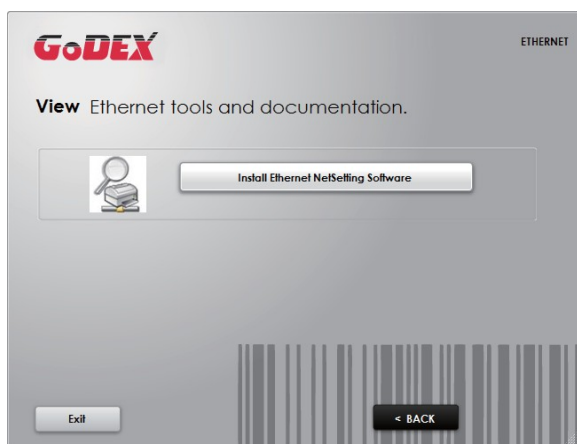 GoDEX
ETHERNET
View Ethernet tools and documentation.
Install Ethernet NetSetting Software
Exit
< BACK